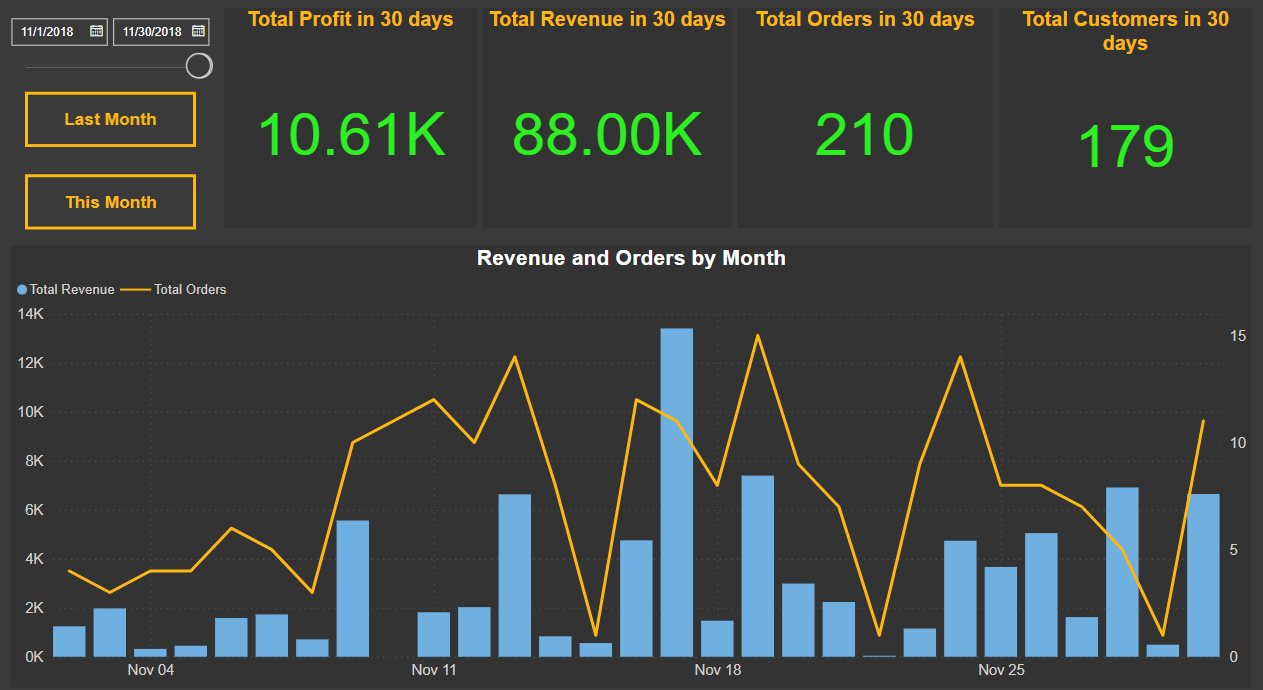 11/1/2018
11/30/2018
Last Month
This Month
Total Profit in 30 days
10.61K
Total Revenue in 30 days
88.00K
Total Orders in 30 days
210
Total Customers in 30
days
179
Revenue and Orders by Month
Total Revenue
Total Orders
14K
12K
10K
8K
6K
4K
2K
0K
15
10
5
0
Nov 04
Nov 11
Nov 18
Nov 25